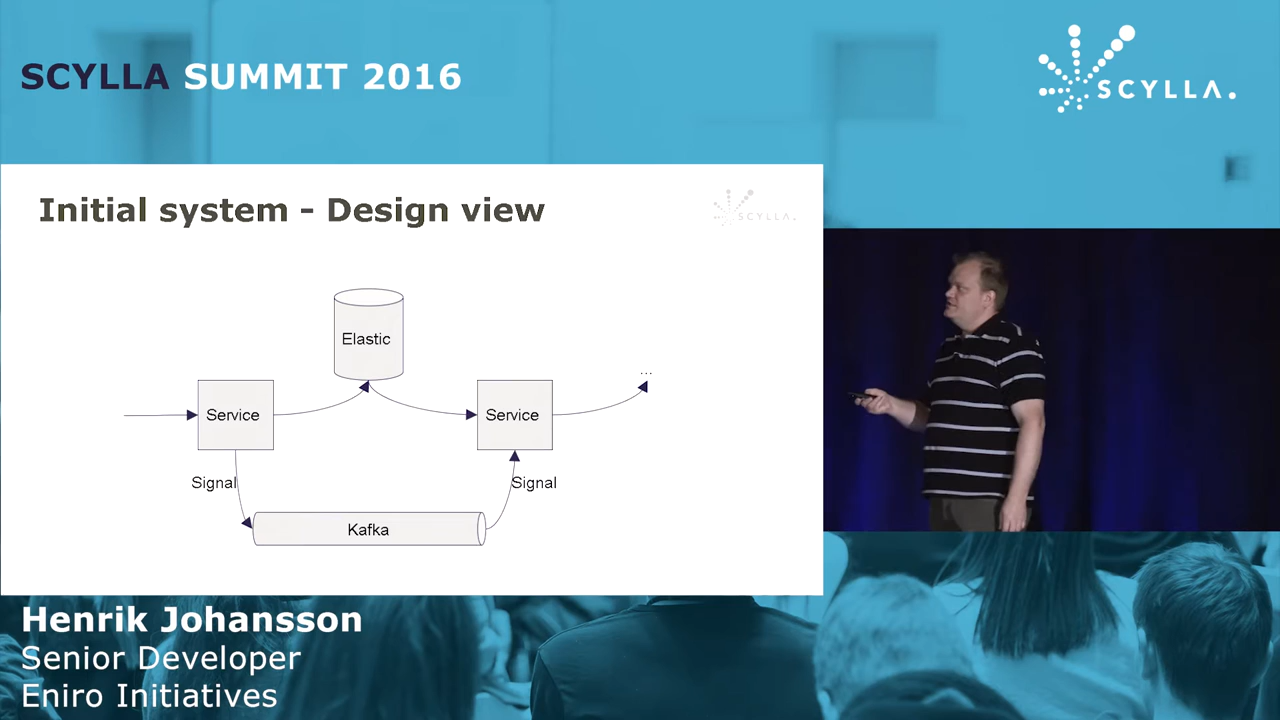 SCYLLA SUMMIT 2016
SCYLLA.
Initial system - Design view
SCYLLA.
Elastic
...
Service
Service
Signal
Signal
Kafka
Henrik Johansson
Senior Developer
Eniro Initiatives